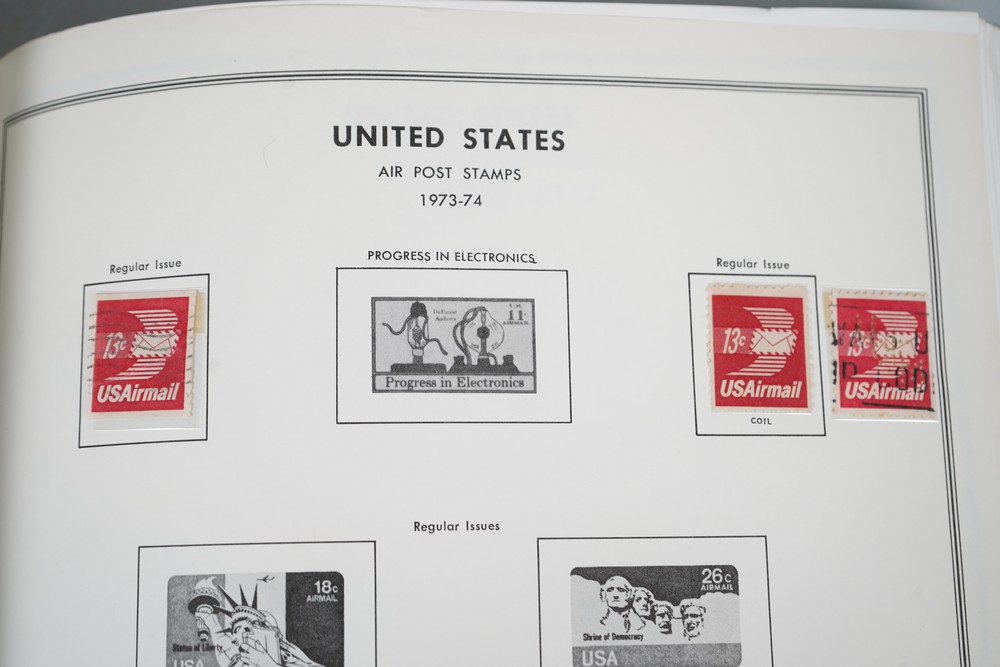 UNITED STATES
AIR POST STAMPS
1973-74
Regular Issue
PROGRESS IN ELECTRONICS
Regular Issue
13c
USAirmail
U.S.
11c
AIRMAIL
DeForest
Audions
Progress in Electronics
13c
USAirmail
COIL
13c
USAirmail
Regular Issues
18c
AIRMAIL
Statue of Liberty
USA
26c
AIRMAIL
Shrine of Democracy
USA